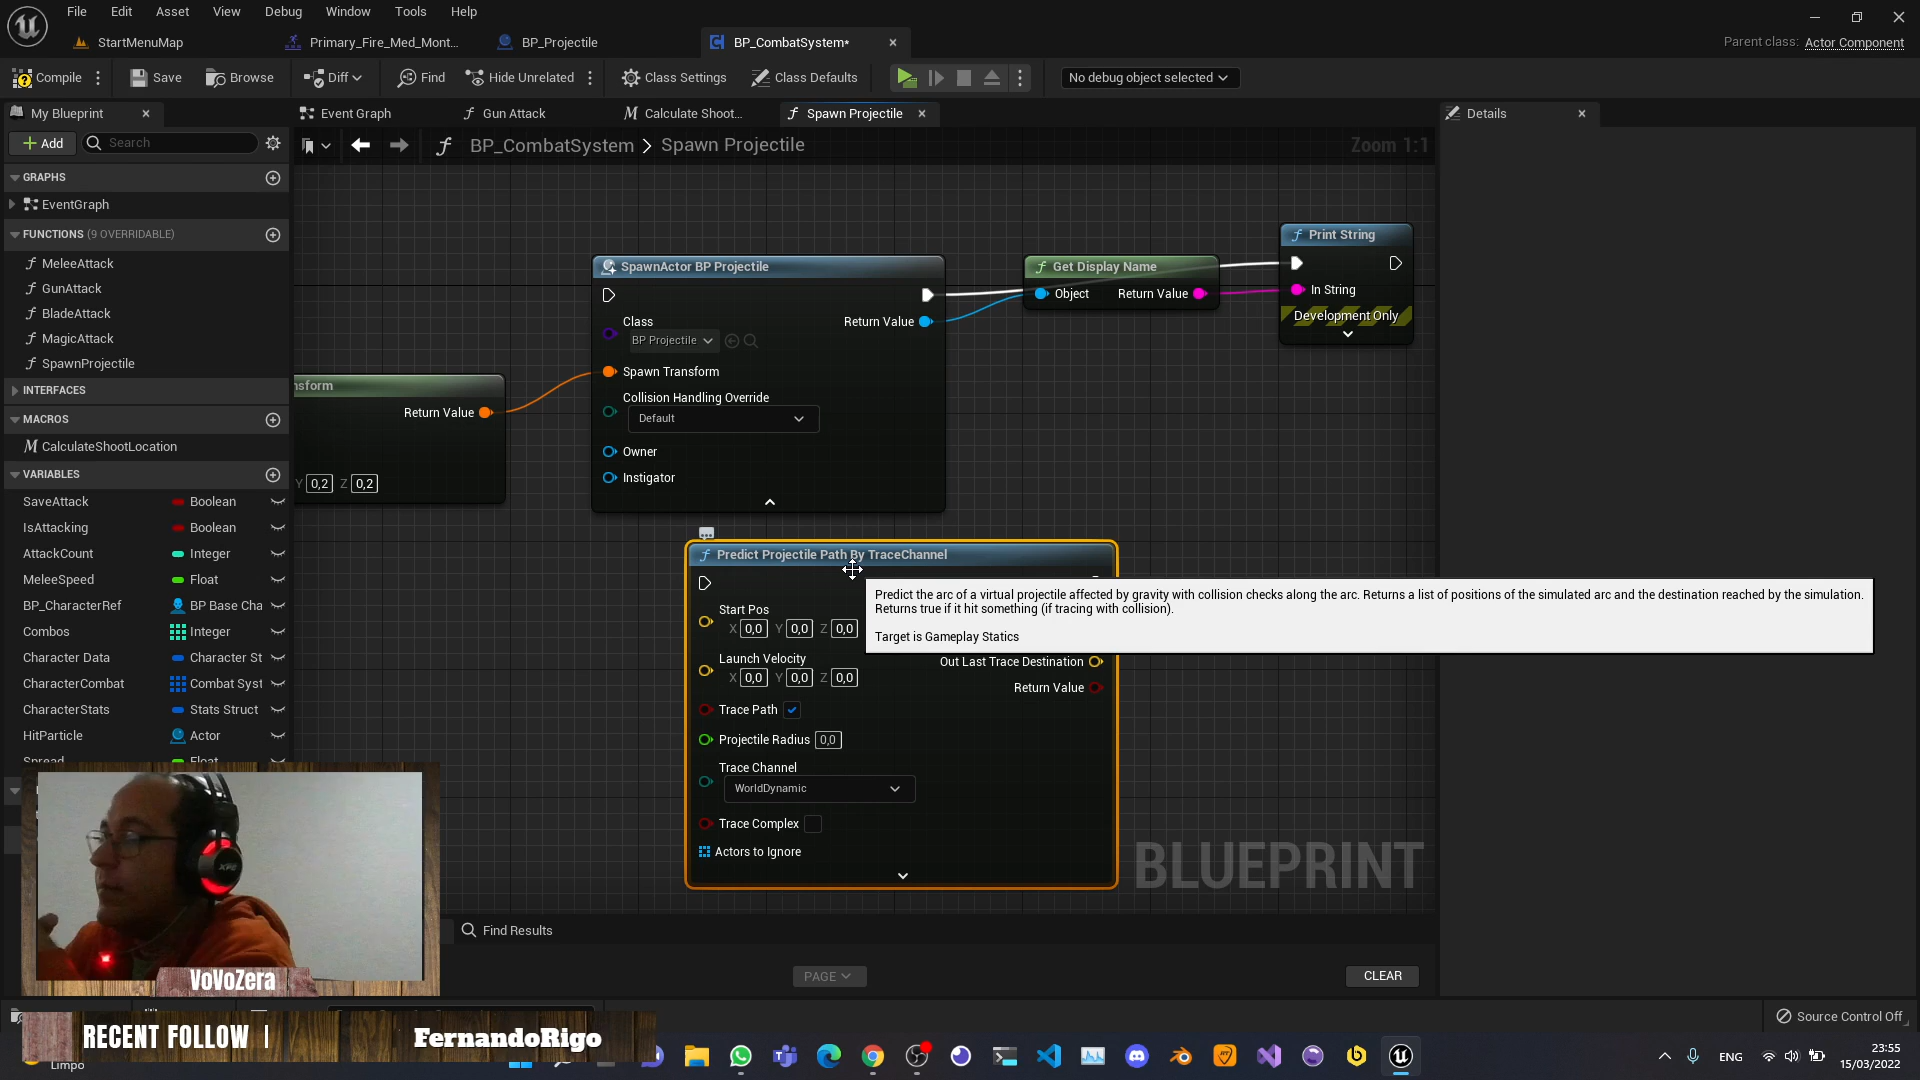 File Edit Asset View Debug Window Tools Help
StartMenuMap
Primary_Fire_Med_Mont...
BP_Projectile
BP_CombatSystem*
Parent class: Actor Component
Compile
Save
Browse
Diff
Find
Hide Unrelated
Class Settings
Class Defaults
No debug object selected
My Blueprint
Event Graph
Gun Attack
Calculate Shoot...
Spawn Projectile
Details
Add
Search
BP_CombatSystem > Spawn Projectile
Zoom 1:1
GRAPHS
EventGraph
FUNCTIONS (9 OVERRIDABLE)
MeleeAttack
GunAttack
BladeAttack
MagicAttack
SpawnProjectile
INTERFACES
MACROS
CalculateShootLocation
VARIABLES
SaveAttack Boolean
IsAttacking Boolean
AttackCount Integer
MeleeSpeed Float
BP_CharacterRef BP Base Cha
Combos Integer
Character Data Character St
CharacterCombat Combat Syst
CharacterStats Stats Struct
HitParticle Actor
Spread Float
nsform
Return Value
Y 0,2 Z 0,2
SpawnActor BP Projectile
Class
BP Projectile
Return Value
Spawn Transform
Collision Handling Override
Default
Owner
Instigator
Get Display Name
Object Return Value
Print String
In String
Development Only
Predict Projectile Path By TraceChannel
Start Pos
X 0,0 Y 0,0 Z 0,0
Launch Velocity
X 0,0 Y 0,0 Z 0,0
Trace Path
Projectile Radius 0,0
Trace Channel
WorldDynamic
Trace Complex
Actors to Ignore
Out Last Trace Destination
Return Value
Predict the arc of a virtual projectile affected by gravity with collision checks along the arc. Returns a list of positions of the simulated arc and the destination reached by the simulation.
Returns true if it hit something (if tracing with collision).
Target is Gameplay Statics
BLUEPRINT
Find Results
PAGE
CLEAR
XPG
VoVoZera
Source Control Off
RECENT FOLLOW |
FernandoRigo
Limpo
ENG
23:55
15/03/2022